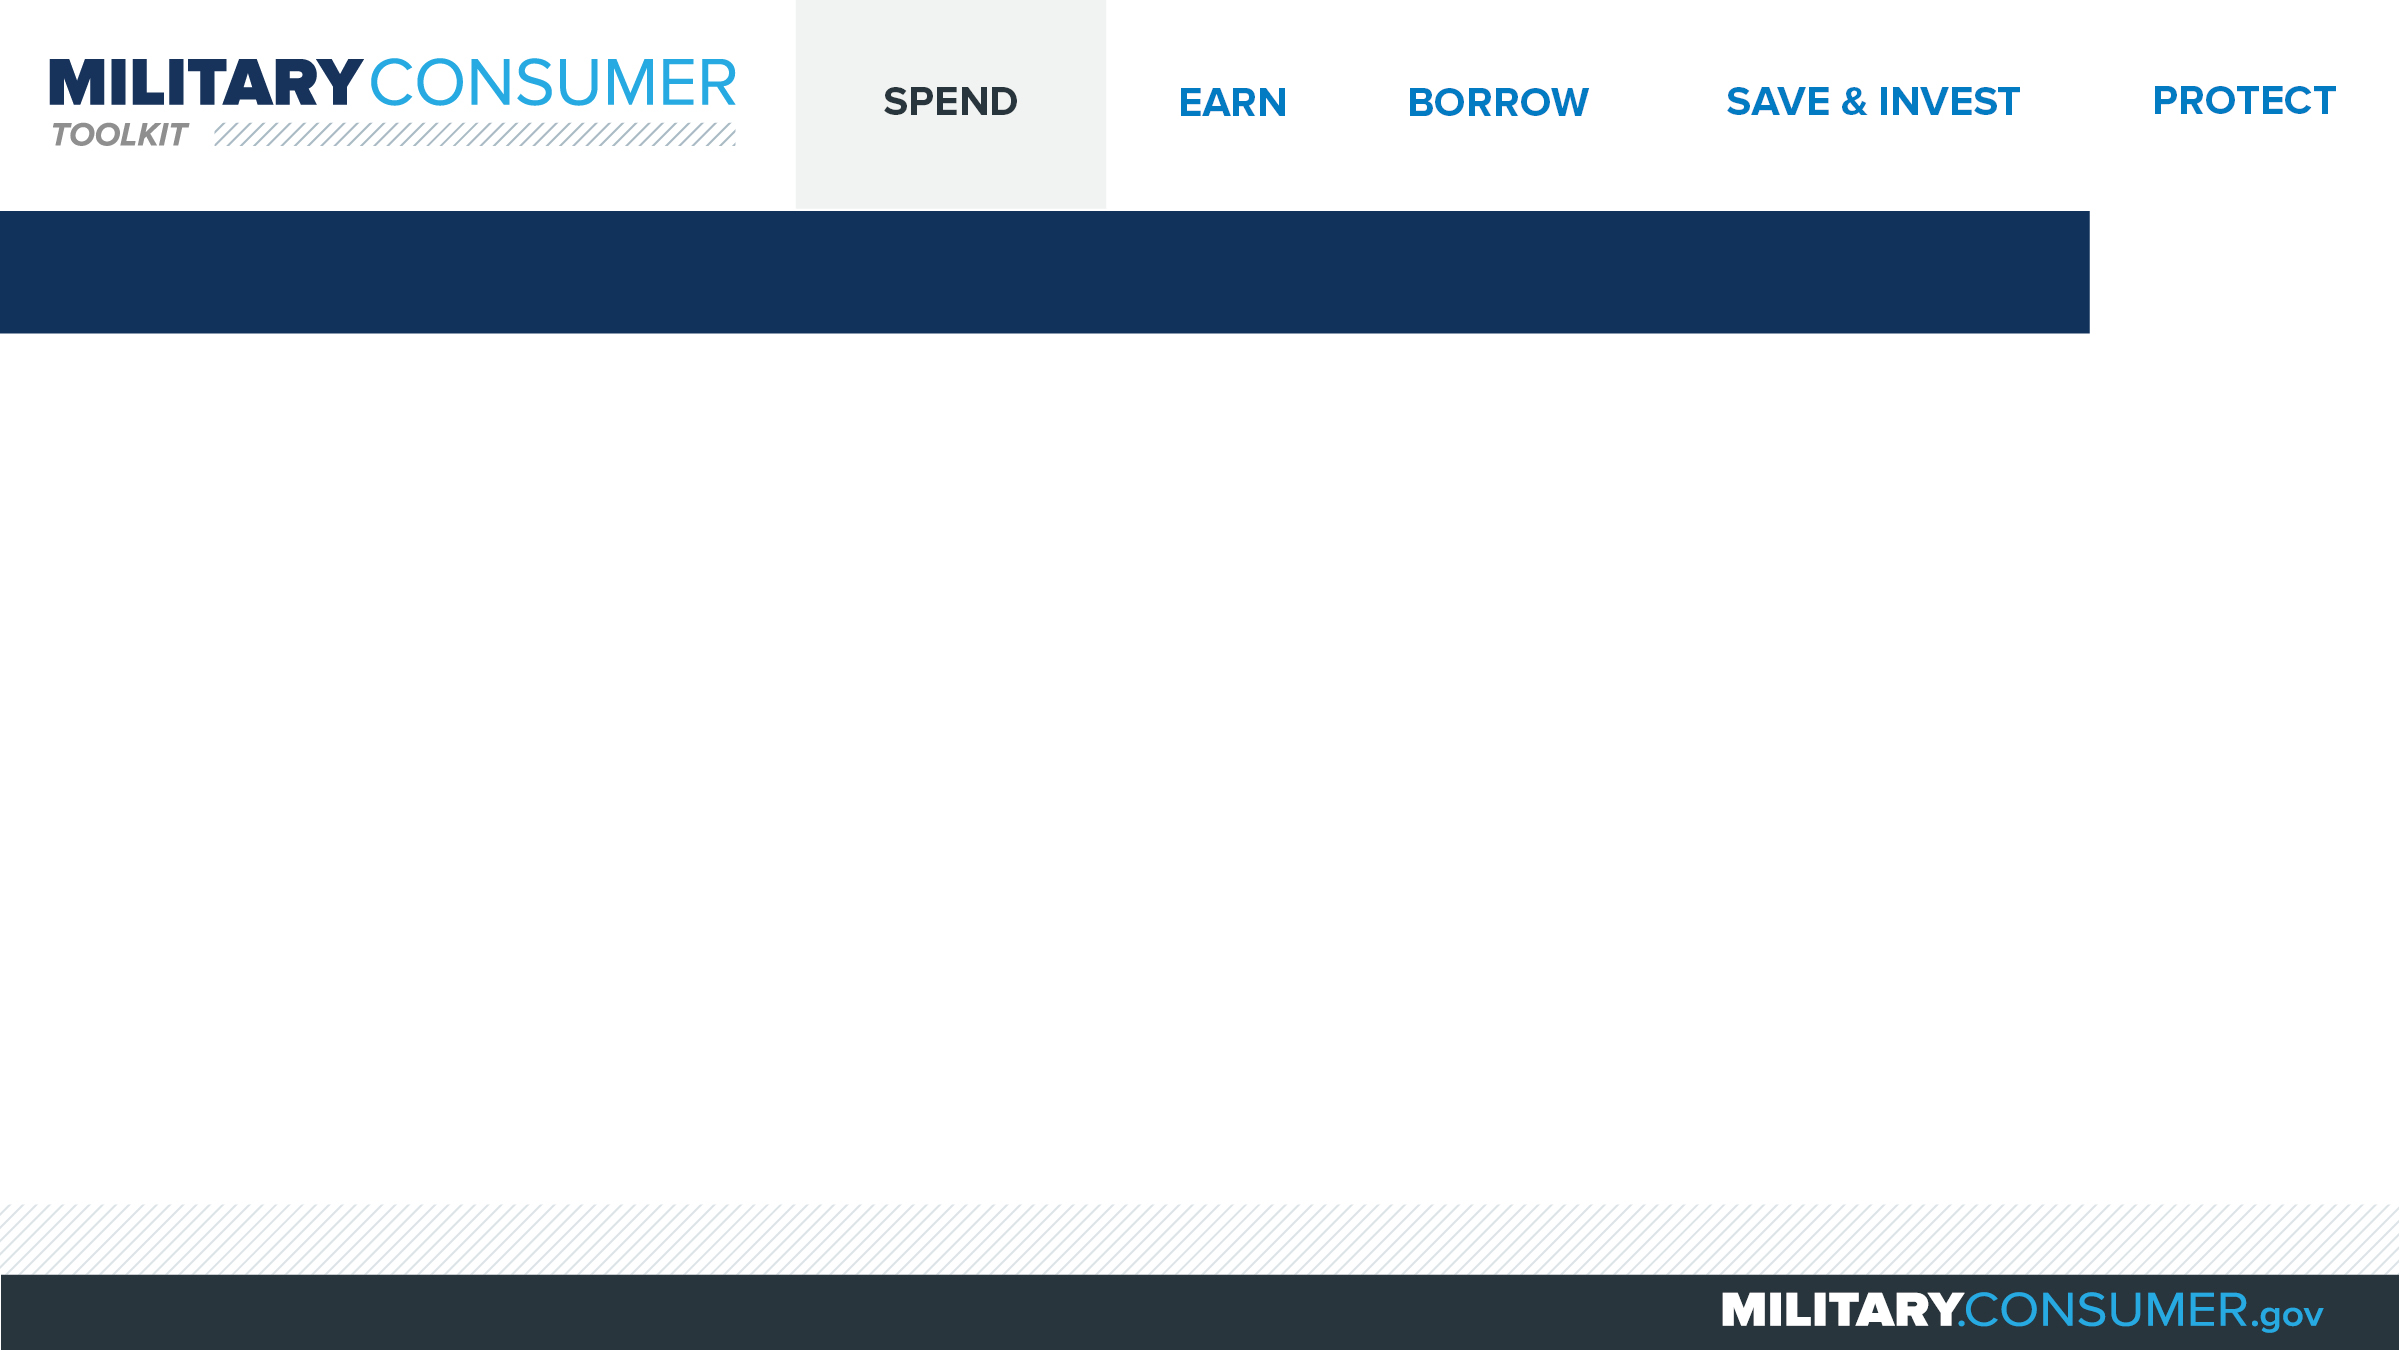 MILITARYCONSUMER
TOOLKIT
SPEND
EARN
BORROW
SAVE & INVEST
PROTECT
MILITARY.CONSUMER.gov